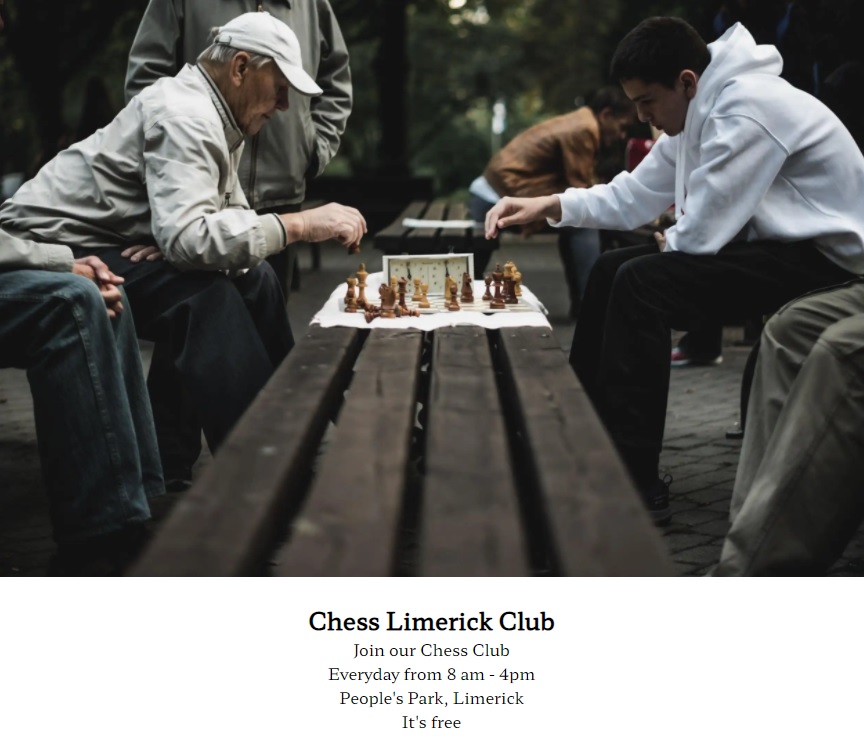 Chess Limerick Club
Join our Chess Club
Everyday from 8 am - 4pm
People's Park, Limerick
It's free